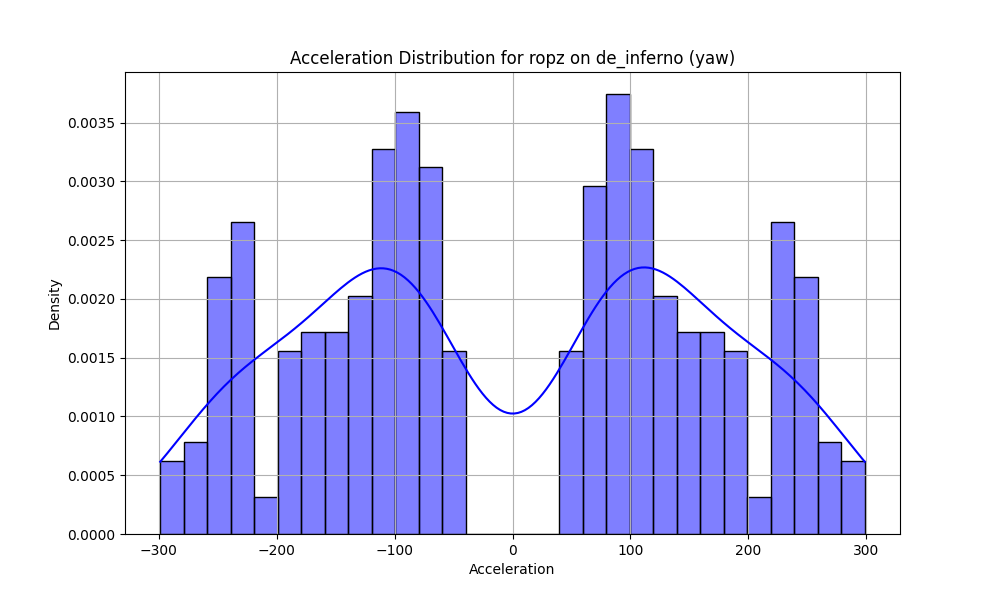 Acceleration Distribution for ropz on de_inferno (yaw)
Density
0.0035
0.0030
0.0025
0.0020
0.0015
0.0010
0.0005
0.0000
−300 −200 −100 0 100 200 300
Acceleration